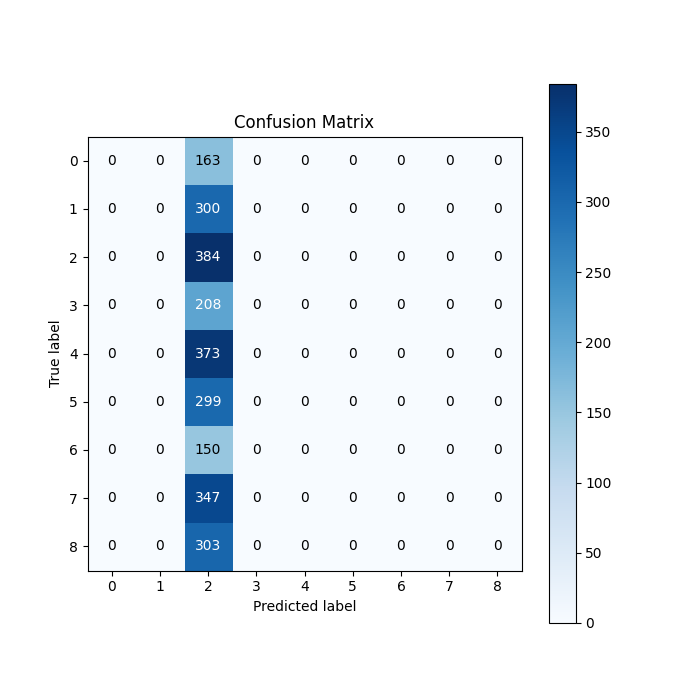 Confusion Matrix
0 0 0 163 0 0 0 0 0 0
1 0 0 300 0 0 0 0 0 0
2 0 0 384 0 0 0 0 0 0
3 0 0 208 0 0 0 0 0 0
4 0 0 373 0 0 0 0 0 0
5 0 0 299 0 0 0 0 0 0
6 0 0 150 0 0 0 0 0 0
7 0 0 347 0 0 0 0 0 0
8 0 0 303 0 0 0 0 0 0
0 1 2 3 4 5 6 7 8
Predicted label
True label
350
300
250
200
150
100
50
0